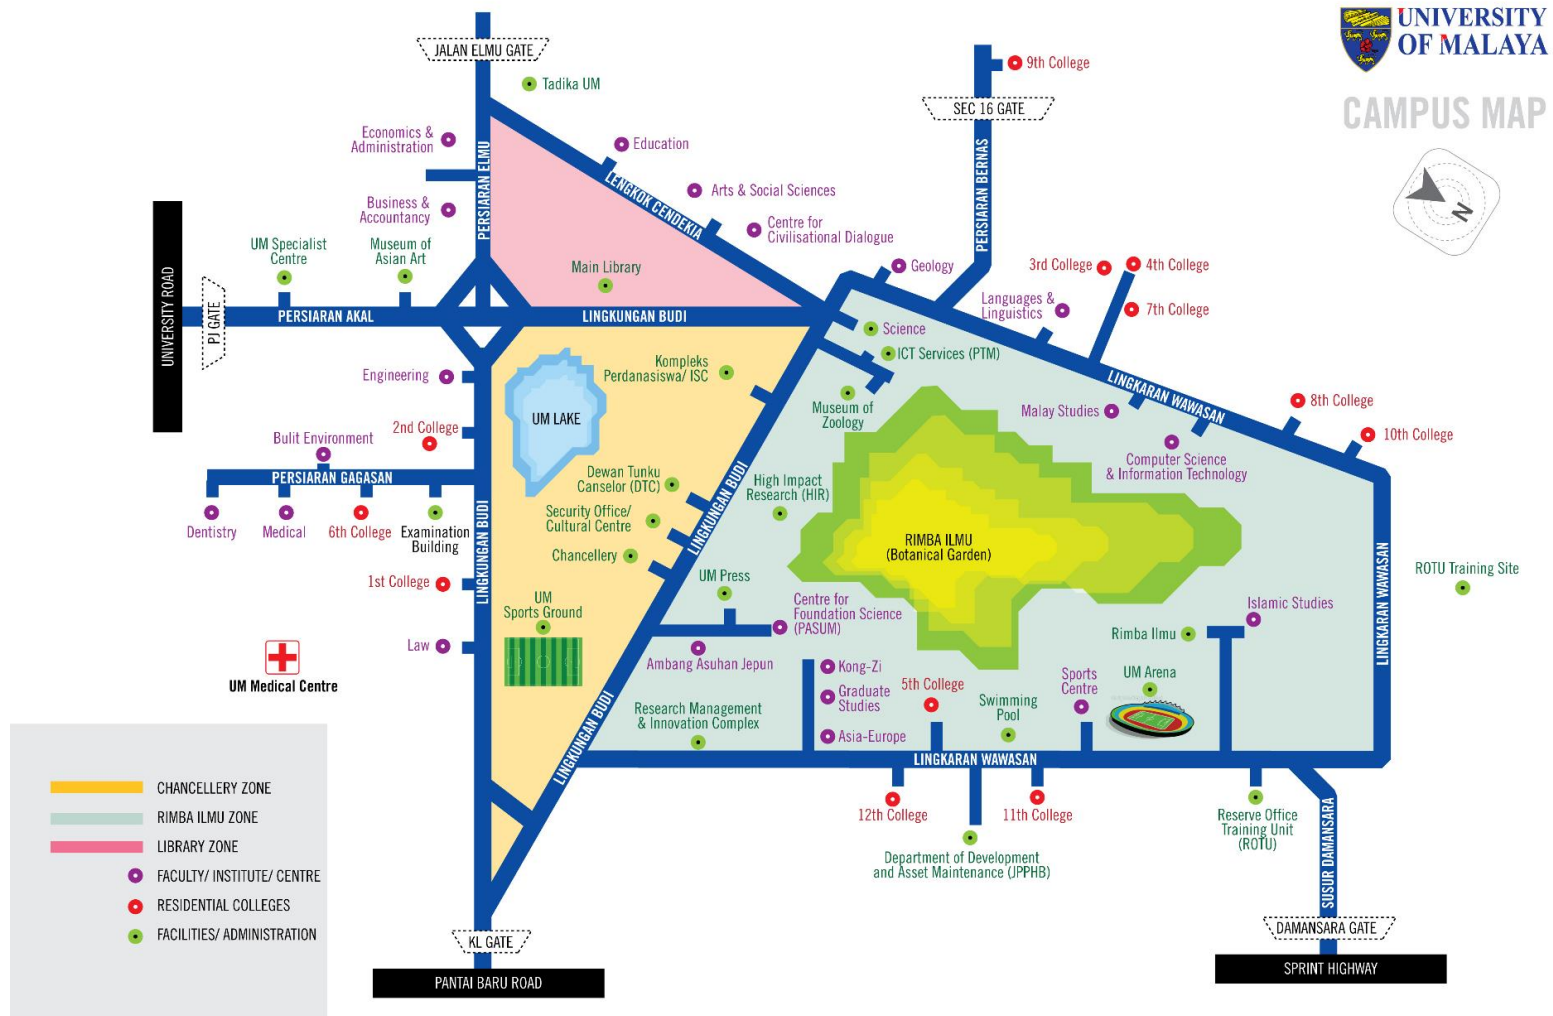 UNIVERSITY
OF MALAYA
CAMPUS MAP
N
JALAN ELMU GATE
Tadika UM
9th College
SEC 16 GATE
Economics &
Administration
PERSIARAN ELMU
Education
LENGKOK CENDEKIA
Arts & Social Sciences
PERSIARAN BERNAS
Business &
Accountancy
Centre for
Civilisational Dialogue
UM Specialist
Centre
Museum of
Asian Art
Main Library
Geology
3rd College
4th College
UNIVERSITY ROAD
PJ GATE
PERSIARAN AKAL
LINGKUNGAN BUDI
Languages &
Linguistics
7th College
Science
ICT Services (PTM)
Engineering
UM LAKE
Kompleks
Perdanasiswa/ ISC
Museum of
Zoology
LINGKARAN WAWASAN
Malay Studies
8th College
2nd College
Bulit Environment
10th College
Computer Science
& Information Technology
PERSIARAN GAGASAN
Dewan Tunku
Canselor (DTC)
High Impact
Research (HIR)
LINGKUNGAN BUDI
Dentistry
Medical
6th College
Examination
Building
Security Office/
Cultural Centre
Chancellery
RIMBA ILMU
(Botanical Garden)
LINGKUNGAN BUDI
1st College
UM Press
ROTU Training Site
LINGKARAN WAWASAN
UM
Sports Ground
Centre for
Foundation Science
(PASUM)
Islamic Studies
Rimba Ilmu
Law
Ambang Asuhan Jepun
Kong-Zi
Graduate
Studies
Asia-Europe
5th College
Swimming
Pool
Sports
Centre
UM Arena
UM Medical Centre
Research Management
& Innovation Complex
LINGKUNGAN BUDI
LINGKARAN WAWASAN
12th College
11th College
Department of Development
and Asset Maintenance (JPPHB)
Reserve Office
Training Unit
(ROTU)
SUSUR DAMANSARA
CHANCELLERY ZONE
RIMBA ILMU ZONE
LIBRARY ZONE
FACULTY/ INSTITUTE/ CENTRE
RESIDENTIAL COLLEGES
FACILITIES/ ADMINISTRATION
KL GATE
PANTAI BARU ROAD
DAMANSARA GATE
SPRINT HIGHWAY